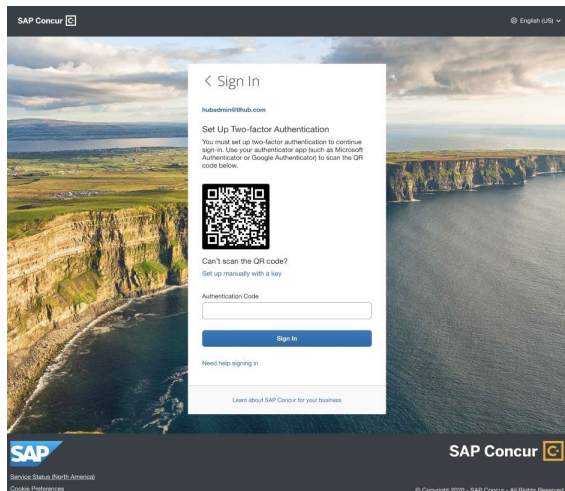 SAP Concur C
English (US)
< Sign In
hubadmin@tlhub.com
Set Up Two-factor Authentication
You must set up two-factor authentication to continue
sign-in. Use your authenticator app (such as Microsoft
Authenticator or Google Authenticator) to scan the QR
code below.
Can't scan the QR code?
Set up manually with a key
Authentication Code
Sign In
Need help signing in
Learn about SAP Concur for your business
SAP
SAP Concur C
Service Status (North America)
Cookie Preferences
© Copyright 2022 - SAP Concur - All Rights Reserved